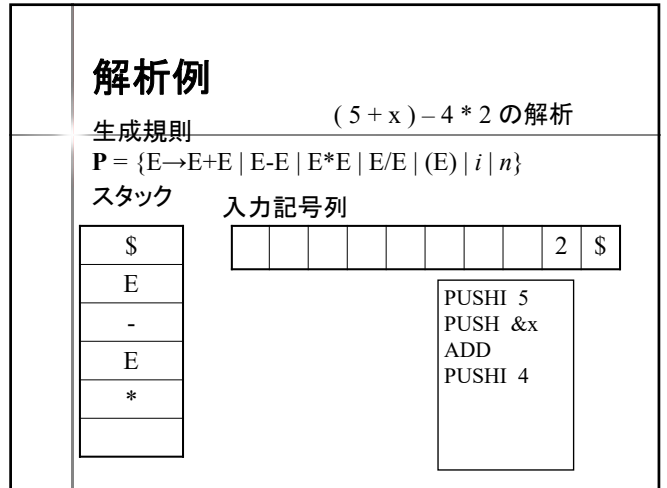 解析例
( 5 + x ) – 4 * 2 の解析
生成規則
P = {E→E+E | E-E | E*E | E/E | (E) | i | n}
スタック
入力記号列
$
E
-
E
*
2 $
PUSHI 5
PUSH &x
ADD
PUSHI 4